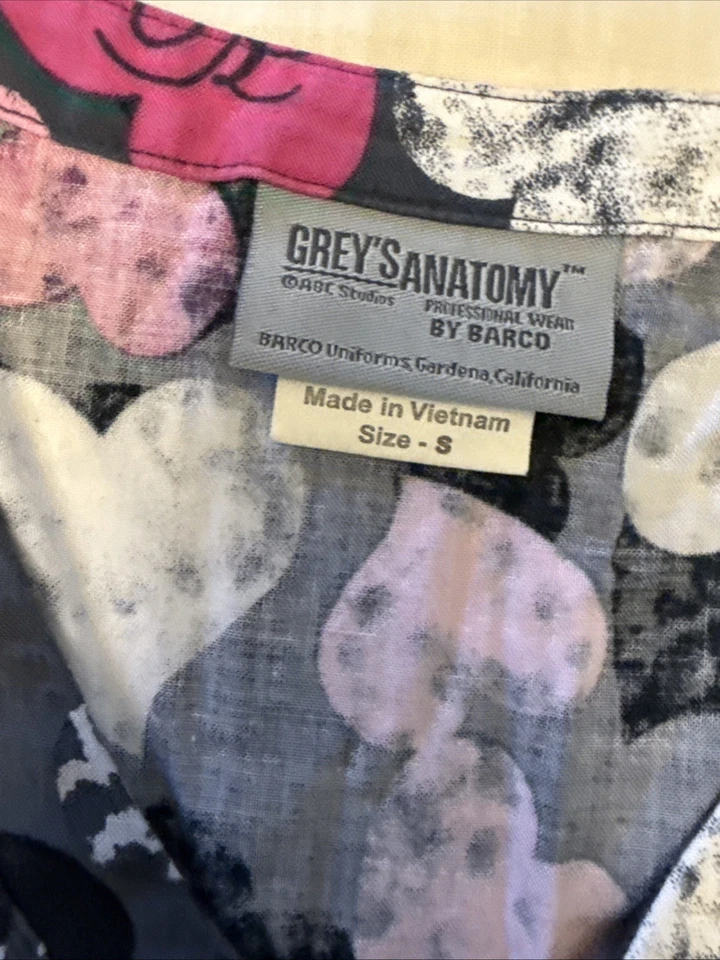 GREY'S ANATOMY™
©ABC Studios
PROFESSIONAL WEAR
BY BARCO
BARCO Uniforms, Gardena, California
Made in Vietnam
Size - S